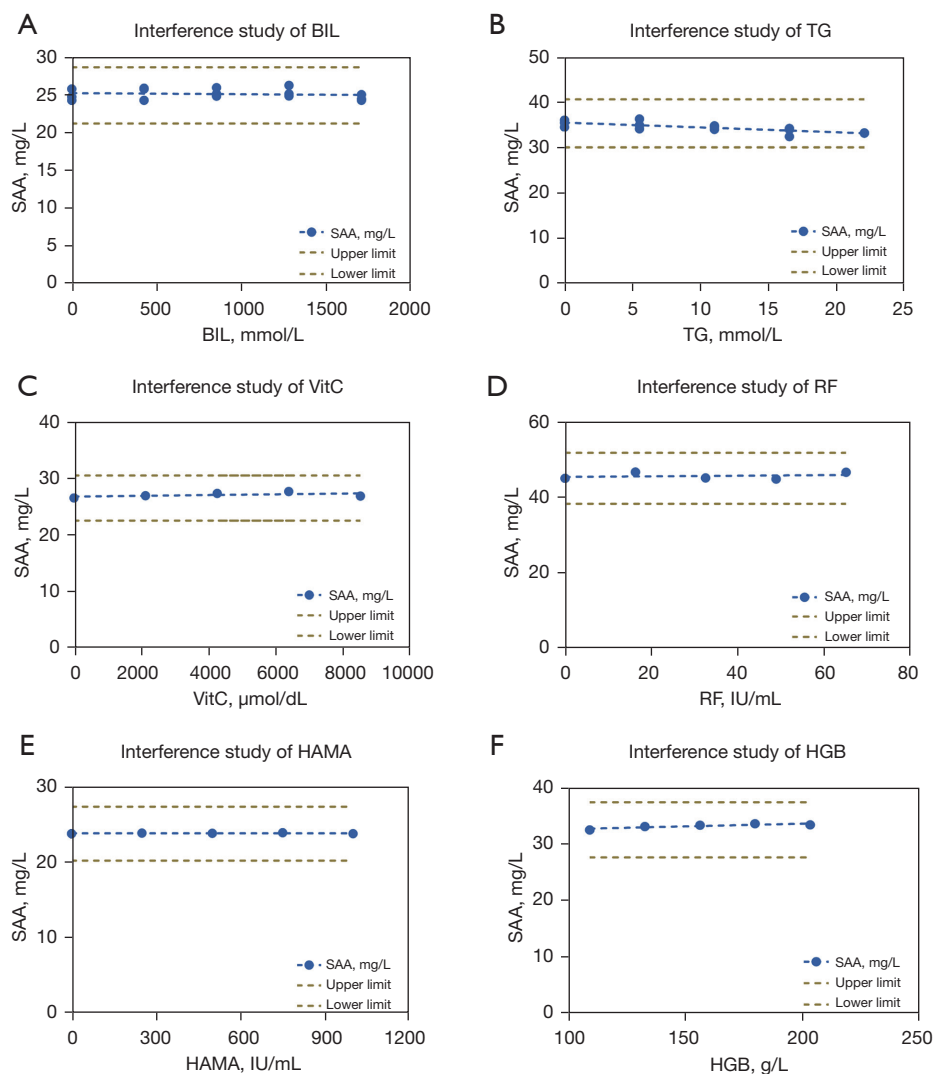 A
Interference study of BIL
30
25
20
15
10
5
0
SAA, mg/L
SAA, mg/L
Upper limit
Lower limit
0 500 1000 1500 2000
BIL, mmol/L
B
Interference study of TG
50
40
30
20
10
0
SAA, mg/L
SAA, mg/L
Upper limit
Lower limit
0 5 10 15 20 25
TG, mmol/L
C
Interference study of VitC
40
30
20
10
0
SAA, mg/L
SAA, mg/L
Upper limit
Lower limit
0 2000 4000 6000 8000 10000
VitC, μmol/dL
D
Interference study of RF
60
40
20
0
SAA, mg/L
SAA, mg/L
Upper limit
Lower limit
0 20 40 60 80
RF, IU/mL
E
Interference study of HAMA
30
20
10
0
SAA, mg/L
SAA, mg/L
Upper limit
Lower limit
0 300 600 900 1200
HAMA, IU/mL
F
Interference study of HGB
40
30
20
10
0
SAA, mg/L
SAA, mg/L
Upper limit
Lower limit
100 150 200 250
HGB, g/L